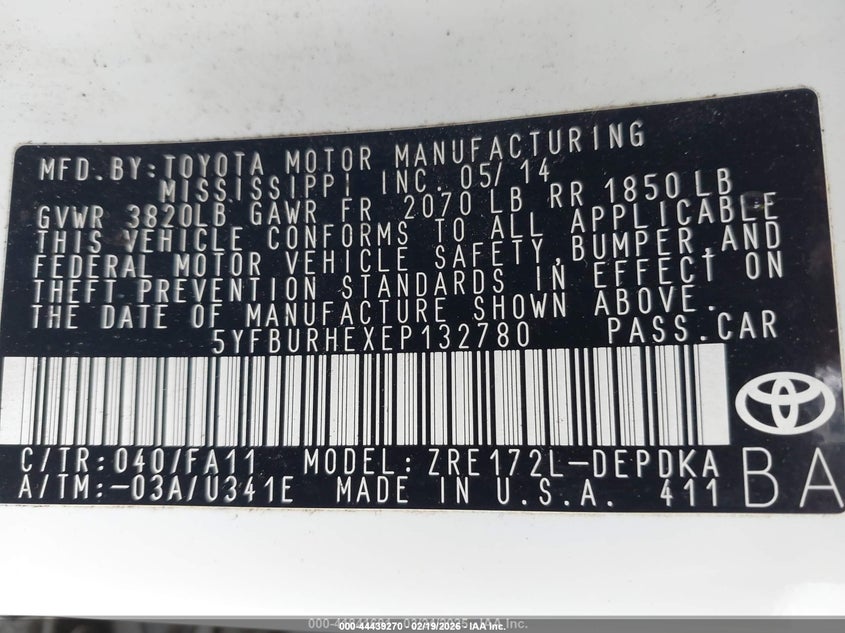 MFD.BY:TOYOTA MOTOR MANUFACTURING
MISSISSIPPI INC. 05/14
GVWR 3820LB GAWR FR 2070 LB RR 1850LB
THIS VEHICLE CONFORMS TO ALL APPLICABLE
FEDERAL MOTOR VEHICLE SAFETY,BUMPER,AND
THEFT PREVENTION STANDARDS IN EFFECT ON
THE DATE OF MANUFACTURE SHOWN ABOVE.
5YFBURHEXEP132780 PASS.CAR
C/TR:040/FA11 MODEL: ZRE172L-DEPDKA
A/TM:-03A/U341E MADE IN U.S.A. 411 BA
000-44439270 - 02/19/2026 - IAA Inc.